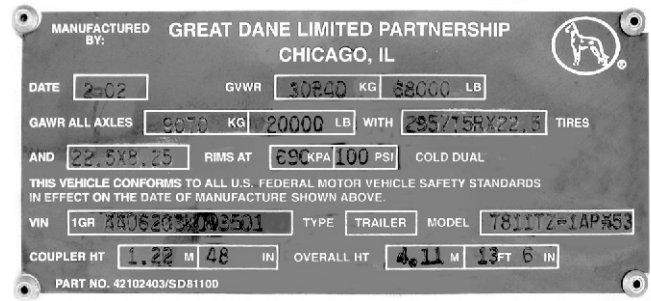 MANUFACTURED BY: GREAT DANE LIMITED PARTNERSHIP
CHICAGO, IL
DATE 2-02 GVWR 30840 KG 68000 LB
GAWR ALL AXLES 9070 KG 20000 LB WITH 295/75RX22.5 TIRES
AND 22.5X8.25 RIMS AT 690 KPA 100 PSI COLD DUAL
THIS VEHICLE CONFORMS TO ALL U.S. FEDERAL MOTOR VEHICLE SAFETY STANDARDS
IN EFFECT ON THE DATE OF MANUFACTURE SHOWN ABOVE.
VIN 1GR TYPE TRAILER MODEL
COUPLER HT 1.22 M 48 IN OVERALL HT 4.11 M 13 FT 6 IN
PART NO. 42102403/SD8110D